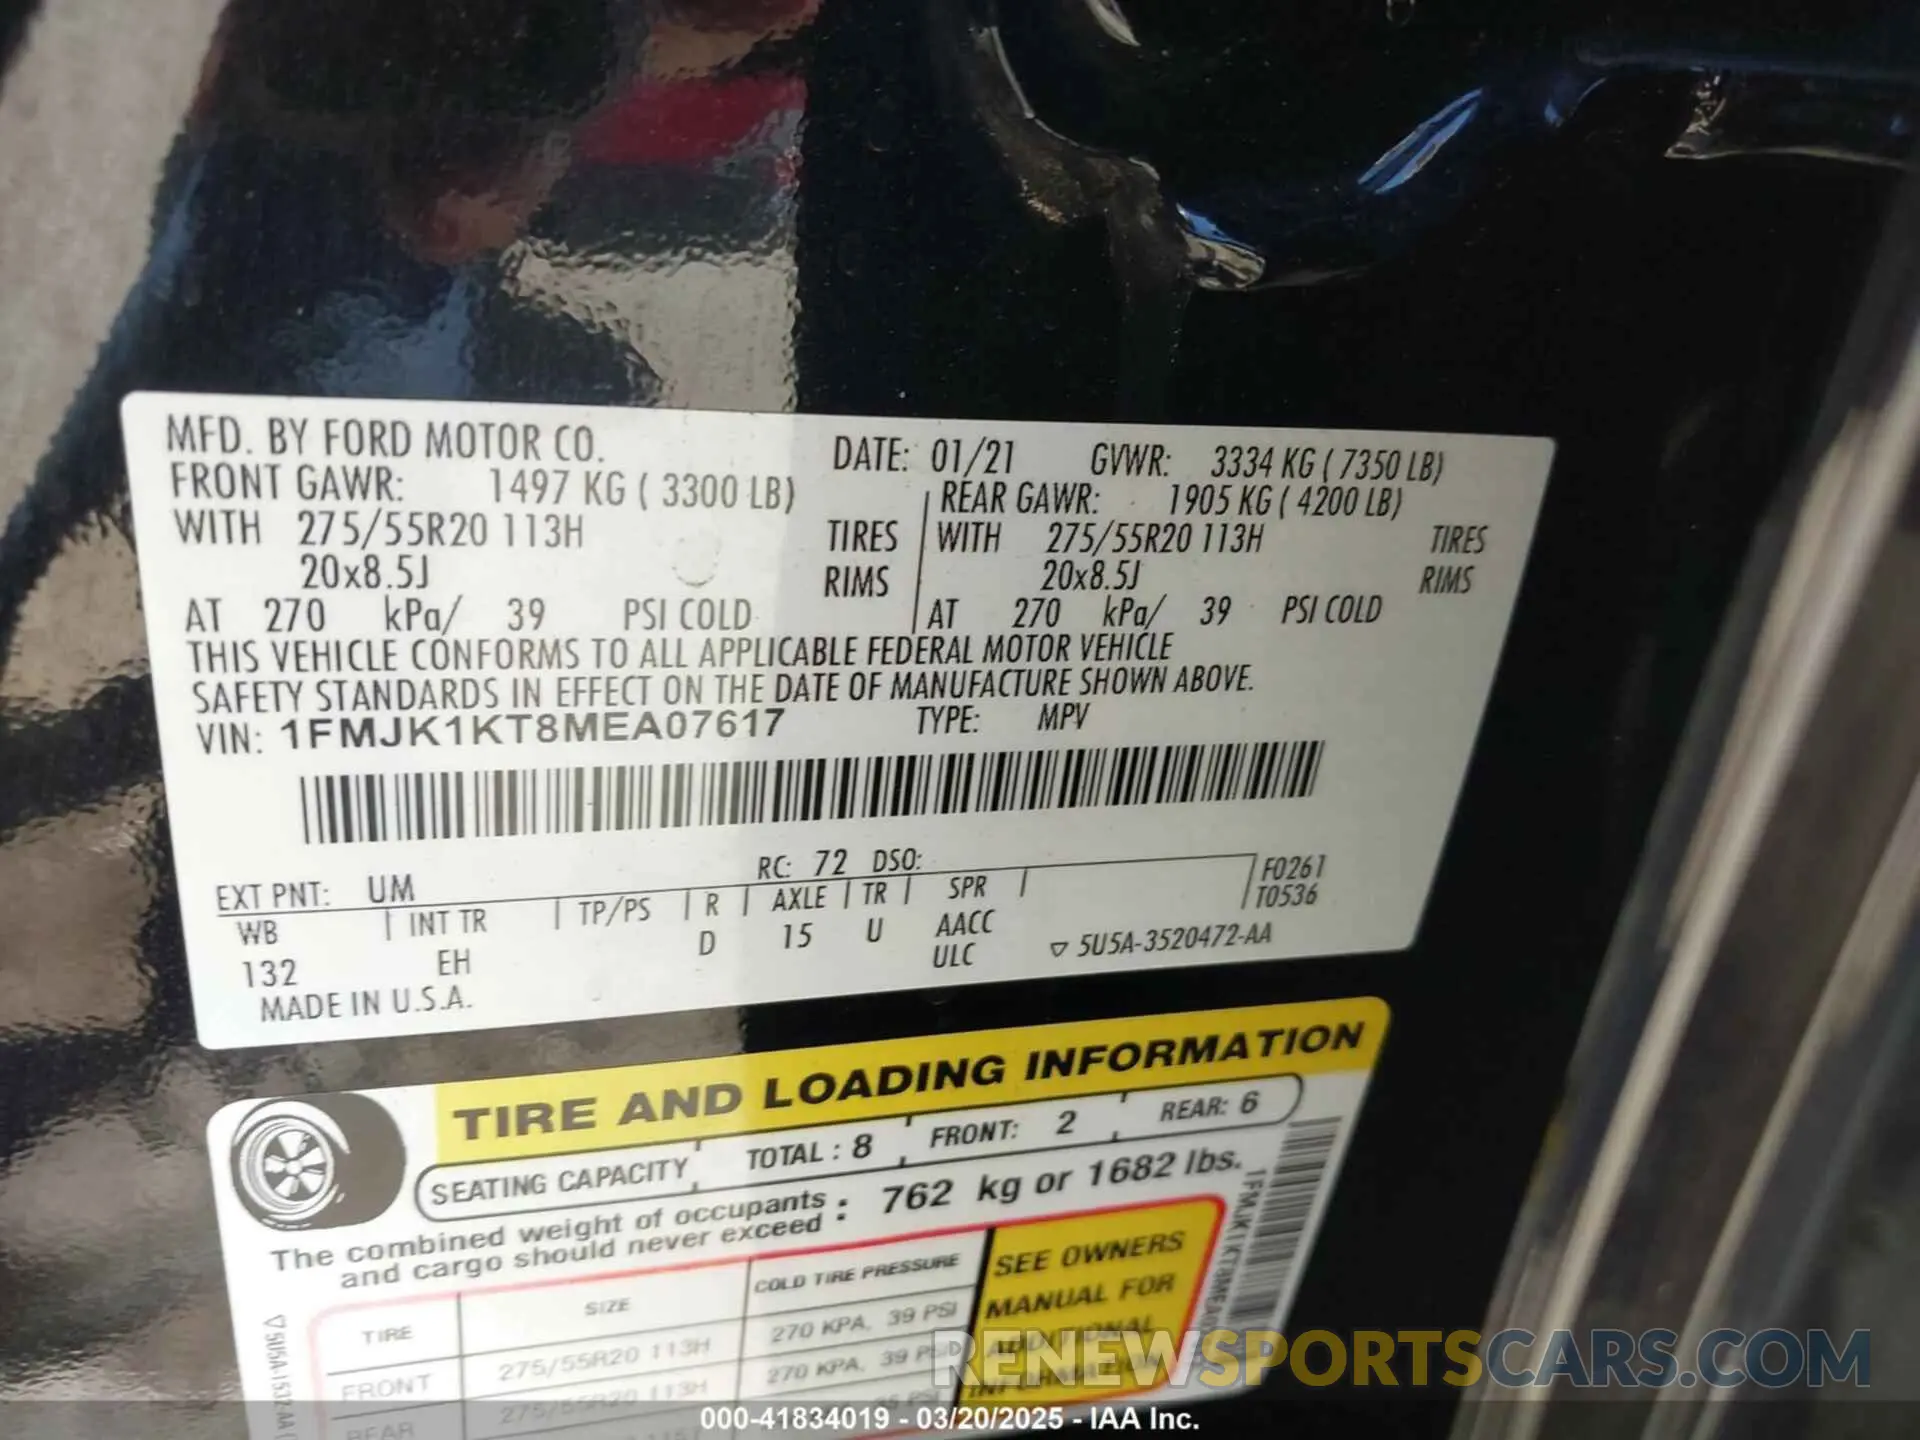 MFD. BY FORD MOTOR CO.
DATE: 01/21 GVWR: 3334 KG ( 7350 LB)
FRONT GAWR: 1497 KG ( 3300 LB)
REAR GAWR: 1905 KG ( 4200 LB)
WITH 275/55R20 113H TIRES
WITH 275/55R20 113H TIRES
20x8.5J RIMS
20x8.5J RIMS
AT 270 kPa/ 39 PSI COLD
AT 270 kPa/ 39 PSI COLD
THIS VEHICLE CONFORMS TO ALL APPLICABLE FEDERAL MOTOR VEHICLE
SAFETY STANDARDS IN EFFECT ON THE DATE OF MANUFACTURE SHOWN ABOVE.
VIN: 1FMJK1KT8MEA07617 TYPE: MPV
EXT PNT: UM RC: 72 DSO:
WB INT TR TP/PS R AXLE TR SPR F0261
T0536
132 EH D 15 U AACC
ULC 5U5A-3520472-AA
MADE IN U.S.A.
TIRE AND LOADING INFORMATION
SEATING CAPACITY TOTAL : 8 FRONT: 2 REAR: 6
The combined weight of occupants
and cargo should never exceed : 762 kg or 1682 lbs.
TIRE SIZE COLD TIRE PRESSURE
FRONT 275/55R20 113H 270 KPA, 39 PSI
REAR 275/55R20 113H 270 KPA, 39 PSI
SEE OWNERS
MANUAL FOR
ADDITIONAL
INFORMATION
RENEWSPORTSCARS.COM
000-41834019 - 03/20/2025 - IAA Inc.